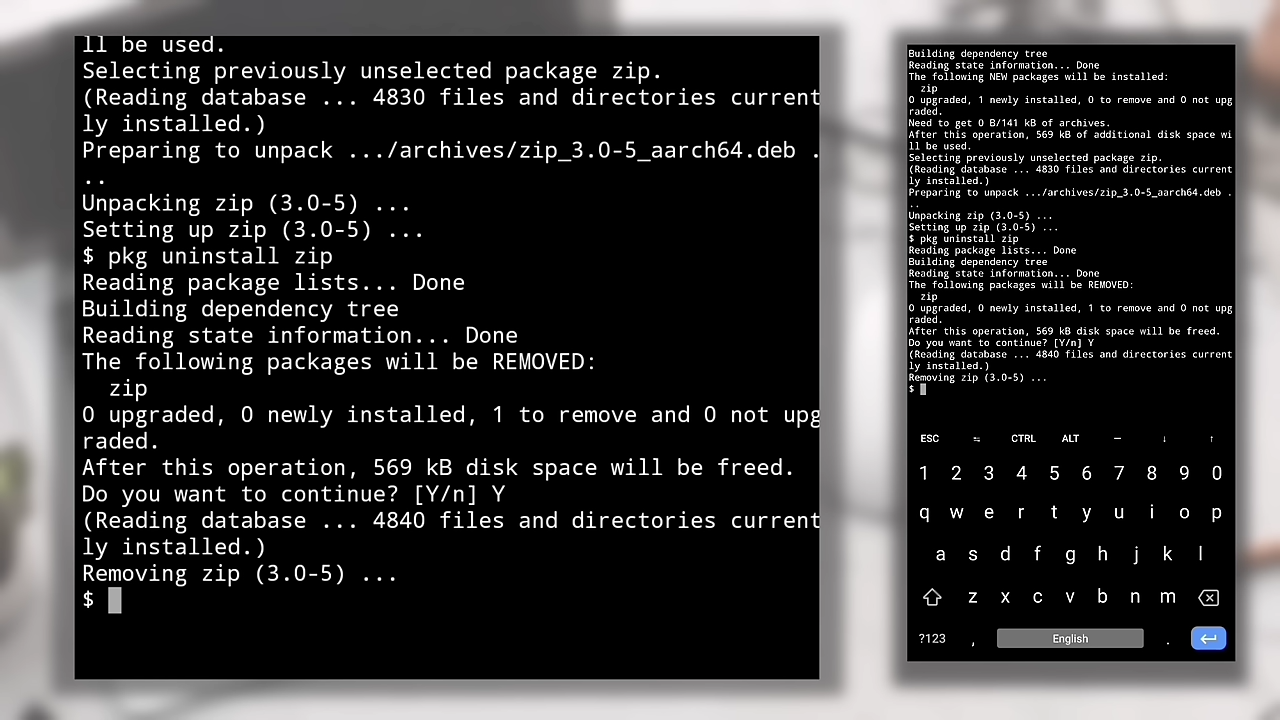 ll be used.
Selecting previously unselected package zip.
(Reading database ... 4830 files and directories current
ly installed.)
Preparing to unpack .../archives/zip_3.0-5_aarch64.deb .
..
Unpacking zip (3.0-5) ...
Setting up zip (3.0-5) ...
$ pkg uninstall zip
Reading package lists... Done
Building dependency tree
Reading state information... Done
The following packages will be REMOVED:
  zip
0 upgraded, 0 newly installed, 1 to remove and 0 not upg
raded.
After this operation, 569 kB disk space will be freed.
Do you want to continue? [Y/n] Y
(Reading database ... 4840 files and directories current
ly installed.)
Removing zip (3.0-5) ...
$
Building dependency tree
Reading state information... Done
The following NEW packages will be installed:
  zip
0 upgraded, 1 newly installed, 0 to remove and 0 not upg
raded.
Need to get 0 B/141 kB of archives.
After this operation, 569 kB of additional disk space wi
ll be used.
Selecting previously unselected package zip.
(Reading database ... 4830 files and directories current
ly installed.)
Preparing to unpack .../archives/zip_3.0-5_aarch64.deb .
..
Unpacking zip (3.0-5) ...
Setting up zip (3.0-5) ...
$ pkg uninstall zip
Reading package lists... Done
Building dependency tree
Reading state information... Done
The following packages will be REMOVED:
  zip
0 upgraded, 0 newly installed, 1 to remove and 0 not upg
raded.
After this operation, 569 kB disk space will be freed.
Do you want to continue? [Y/n] Y
(Reading database ... 4840 files and directories current
ly installed.)
Removing zip (3.0-5) ...
$
ESC ⇆ CTRL ALT — ↓ ↑
1 2 3 4 5 6 7 8 9 0
q w e r t y u i o p
a s d f g h j k l
z x c v b n m
?123 , English .